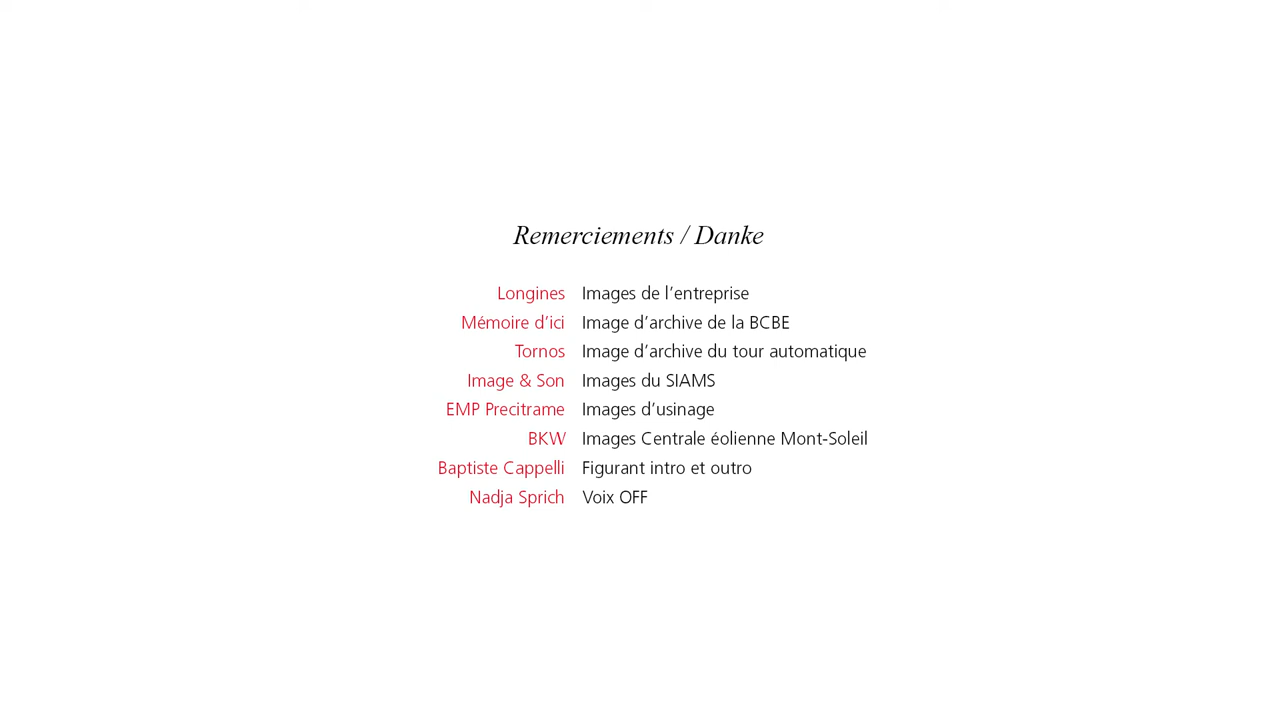 Remerciements / Danke
Longines Images de l’entreprise
Mémoire d’ici Image d’archive de la BCBE
Tornos Image d’archive du tour automatique
Image & Son Images du SIAMS
EMP Precitrame Images d’usinage
BKW Images Centrale éolienne Mont-Soleil
Baptiste Cappelli Figurant intro et outro
Nadja Sprich Voix OFF